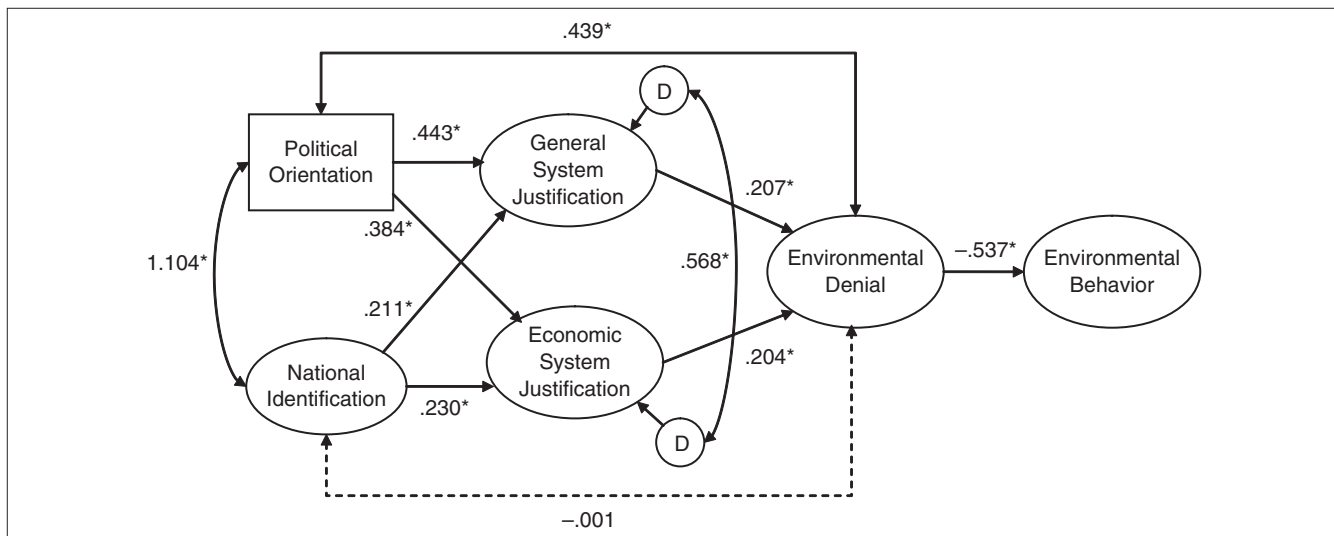 .439*
D
Political
Orientation
.443*
General
System
Justification
.207*
.384*
1.104*
.568*
Environmental
Denial
–.537*
Environmental
Behavior
.211*
Economic
System
Justification
.204*
National
Identification
.230*
D
–.001